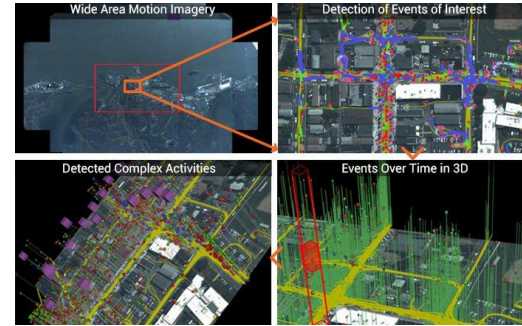 Wide Area Motion Imagery
Detection of Events of Interest
Detected Complex Activities
Events Over Time in 3D